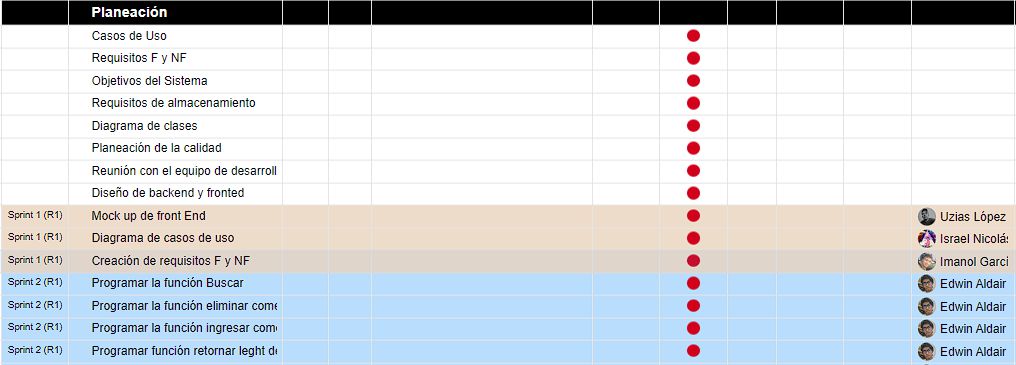 Planeación
Casos de Uso
Requisitos F y NF
Objetivos del Sistema
Requisitos de almacenamiento
Diagrama de clases
Planeación de la calidad
Reunión con el equipo de desarroll
Diseño de backend y fronted
Sprint 1 (R1) Mock up de front End Uzias López
Sprint 1 (R1) Diagrama de casos de uso Israel Nicolás
Sprint 1 (R1) Creación de requisitos F y NF Imanol Garcí
Sprint 2 (R1) Programar la función Buscar Edwin Aldair
Sprint 2 (R1) Programar la función eliminar come Edwin Aldair
Sprint 2 (R1) Programar la función ingresar com Edwin Aldair
Sprint 2 (R1) Programar función retornar leght de Edwin Aldair